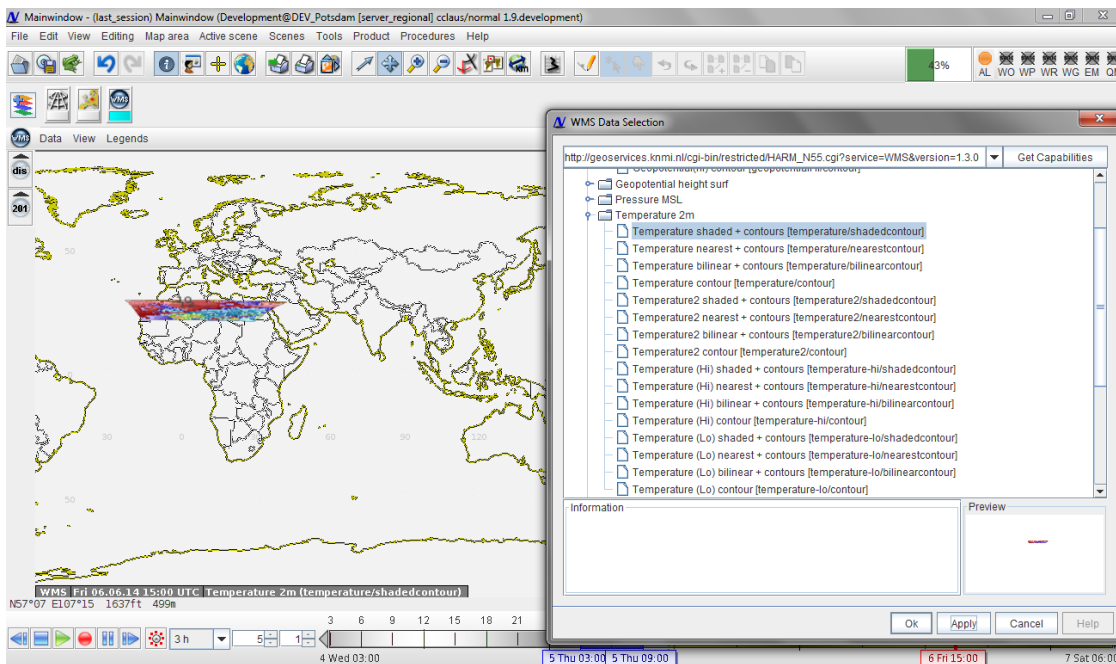 Mainwindow - (last_session) Mainwindow (Development@DEV_Potsdam [server_regional] cclaus/normal 1.9.development)
File Edit View Editing Map area Active scene Scenes Tools Product Procedures Help
43%
AL WO WP WR WG EM
WMS Data View Legends
dis
201
50
0
30 0 30 60 90 120
50
WMS Fri 06.06.14 15:00 UTC Temperature 2m (temperature/shadedcontour)
N57°07 E107°15 1637ft 499m
3 h 5 1
3 6 9 12 15 18 21
4 Wed 03:00 5 Thu 03:00 5 Thu 09:00 6 Fri 15:00 7 Sat 06:00
WMS Data Selection
http://geoservices.knmi.nl/cgi-bin/restricted/HARM_N55.cgi?service=WMS&version=1.3.0 Get Capabilities
Geopotential height surf
Pressure MSL
Temperature 2m
Temperature shaded + contours [temperature/shadedcontour]
Temperature nearest + contours [temperature/nearestcontour]
Temperature bilinear + contours [temperature/bilinearcontour]
Temperature contour [temperature/contour]
Temperature2 shaded + contours [temperature2/shadedcontour]
Temperature2 nearest + contours [temperature2/nearestcontour]
Temperature2 bilinear + contours [temperature2/bilinearcontour]
Temperature2 contour [temperature2/contour]
Temperature (Hi) shaded + contours [temperature-hi/shadedcontour]
Temperature (Hi) nearest + contours [temperature-hi/nearestcontour]
Temperature (Hi) bilinear + contours [temperature-hi/bilinearcontour]
Temperature (Hi) contour [temperature-hi/contour]
Temperature (Lo) shaded + contours [temperature-lo/shadedcontour]
Temperature (Lo) nearest + contours [temperature-lo/nearestcontour]
Temperature (Lo) bilinear + contours [temperature-lo/bilinearcontour]
Temperature (Lo) contour [temperature-lo/contour]
Information
Preview
Ok Apply Cancel Help